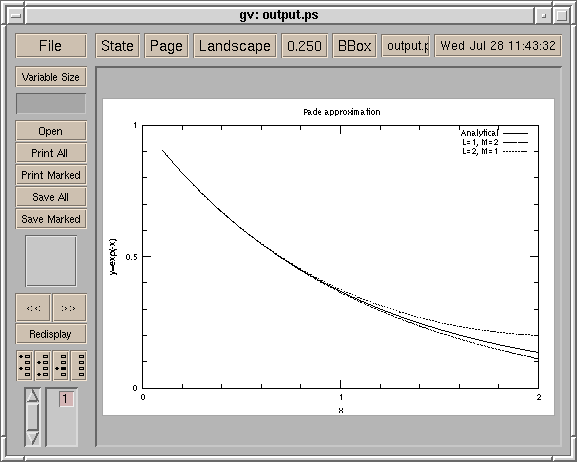 gv: output.ps
File
State
Page
Landscape
0.250
BBox
output.p
Wed Jul 28 11:43:32
Variable Size
Open
Print All
Print Marked
Save All
Save Marked
<< >>
Redisplay
1
Pade approximation
Analytical
L=1, M=2
L=2, M=1
1
0.5
0
y=exp(-x)
0 1 2
x